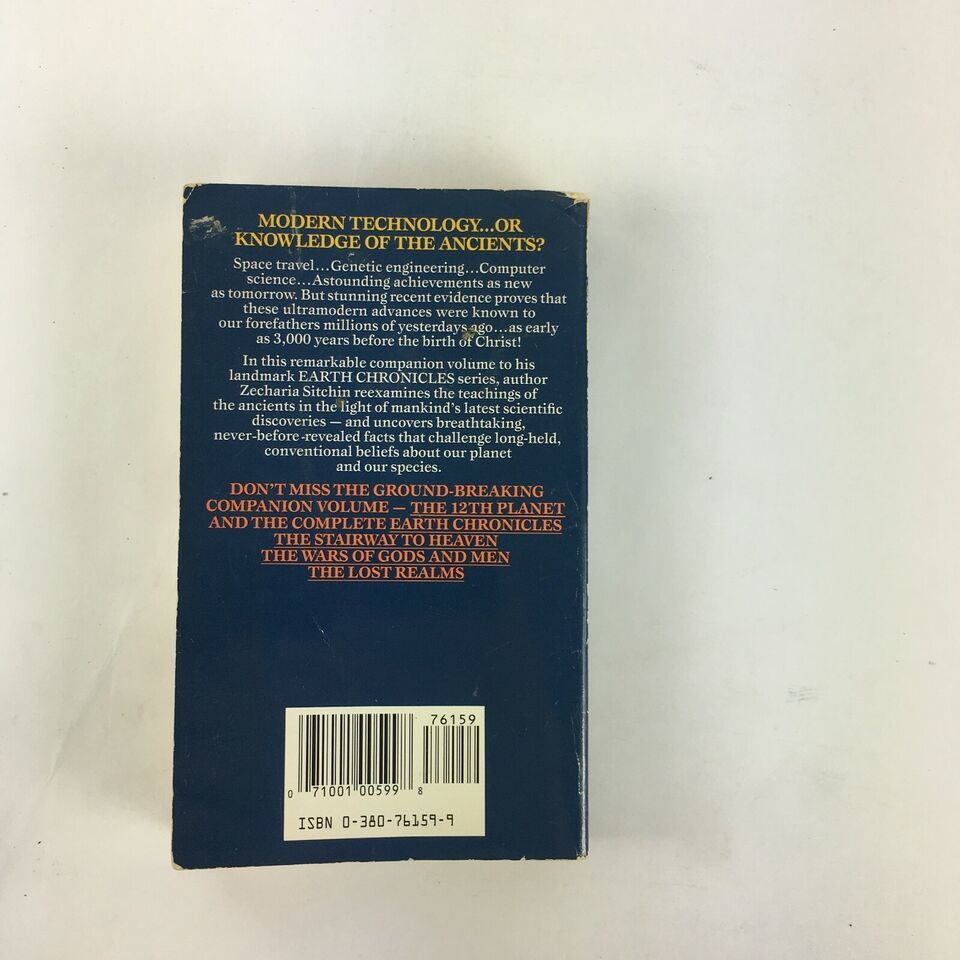 MODERN TECHNOLOGY...OR
KNOWLEDGE OF THE ANCIENTS?
Space travel...Genetic engineering...Computer
science...Astounding achievements as new
as tomorrow. But stunning recent evidence proves that
these ultramodern advances were known to
our forefathers millions of yesterdays ago...as early
as 3,000 years before the birth of Christ!
In this remarkable companion volume to his
landmark EARTH CHRONICLES series, author
Zecharia Sitchin reexamines the teachings of
the ancients in the light of mankind's latest scientific
discoveries — and uncovers breathtaking,
never-before-revealed facts that challenge long-held,
conventional beliefs about our planet
and our species.
DON'T MISS THE GROUND-BREAKING
COMPANION VOLUME — THE 12TH PLANET
AND THE COMPLETE EARTH CHRONICLES
THE STAIRWAY TO HEAVEN
THE WARS OF GODS AND MEN
THE LOST REALMS
76159
0 71001 00599 8
ISBN 0-380-76159-9